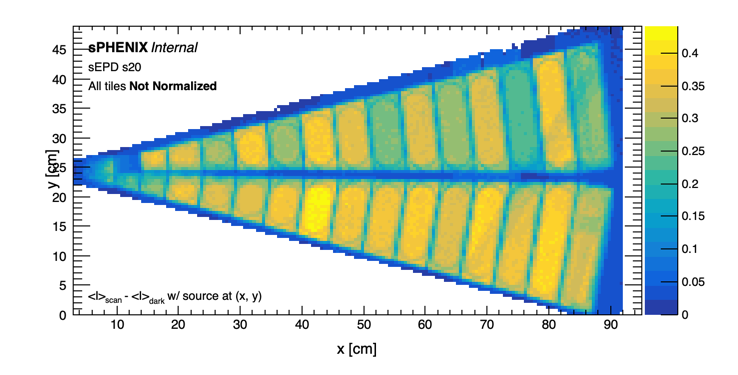 sPHENIX Internal
sEPD s20
All tiles Not Normalized
<I>scan - <I>dark w/ source at (x, y)
y [cm]
45
40
35
30
25
20
15
10
5
0
10 20 30 40 50 60 70 80 90
x [cm]
0.4
0.35
0.3
0.25
0.2
0.15
0.1
0.05
0